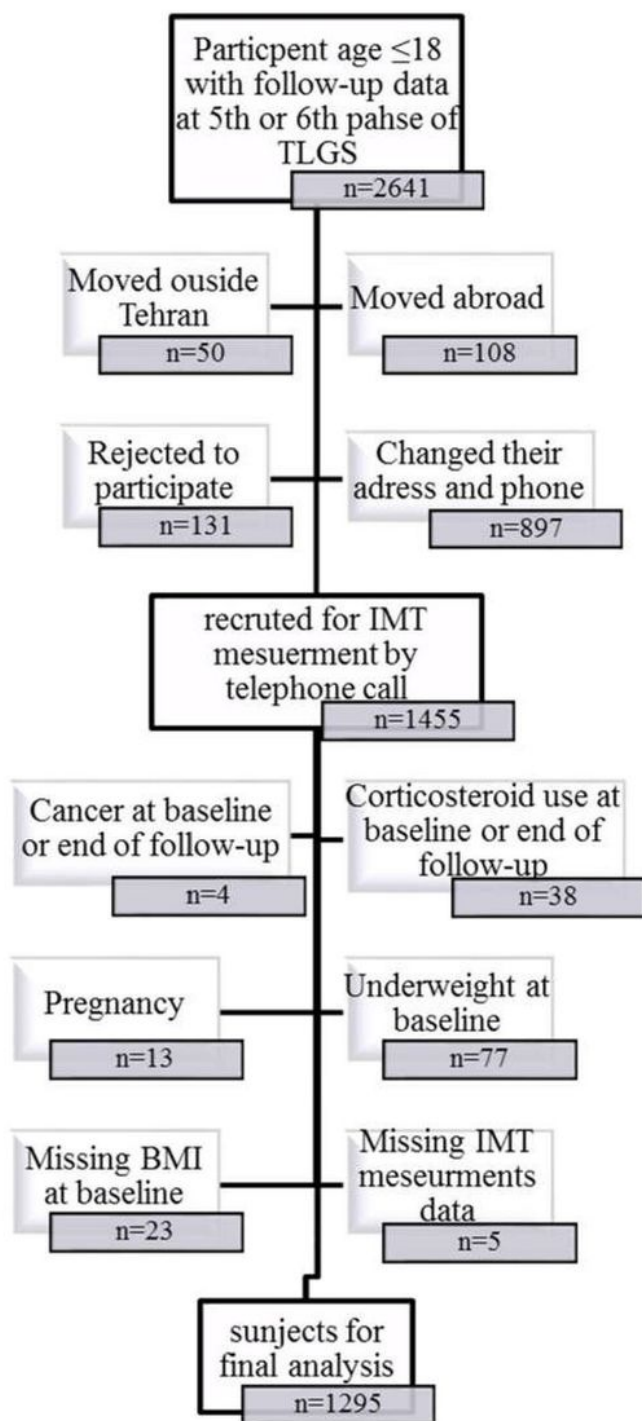 Particpent age ≤18
with follow-up data
at 5th or 6th pahse of
TLGS
n=2641
Moved ouside
Tehran
n=50
Moved abroad
n=108
Rejected to
participate
n=131
Changed their
adress and phone
n=897
recruted for IMT
mesuerment by
telephone call
n=1455
Cancer at baseline
or end of follow-up
n=4
Corticosteroid use at
baseline or end of
follow-up
n=38
Pregnancy
n=13
Underweight at
baseline
n=77
Missing BMI
at baseline
n=23
Missing IMT
meseurments
data
n=5
sunjects for
final analysis
n=1295